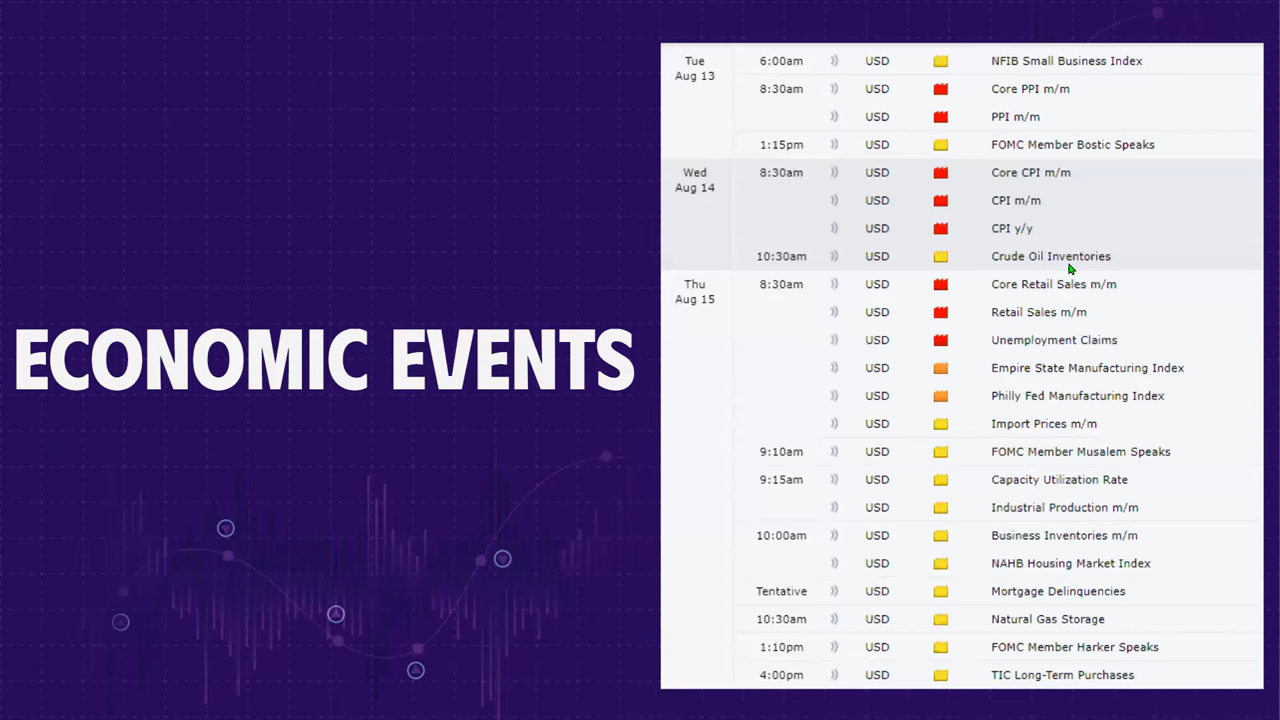 ECONOMIC EVENTS
Tue Aug 13 6:00am USD NFIB Small Business Index
8:30am USD Core PPI m/m
USD PPI m/m
1:15pm USD FOMC Member Bostic Speaks
Wed Aug 14 8:30am USD Core CPI m/m
USD CPI m/m
USD CPI y/y
10:30am USD Crude Oil Inventories
Thu Aug 15 8:30am USD Core Retail Sales m/m
USD Retail Sales m/m
USD Unemployment Claims
USD Empire State Manufacturing Index
USD Philly Fed Manufacturing Index
USD Import Prices m/m
9:10am USD FOMC Member Musalem Speaks
9:15am USD Capacity Utilization Rate
USD Industrial Production m/m
10:00am USD Business Inventories m/m
USD NAHB Housing Market Index
Tentative USD Mortgage Delinquencies
10:30am USD Natural Gas Storage
1:10pm USD FOMC Member Harker Speaks
4:00pm USD TIC Long-Term Purchases